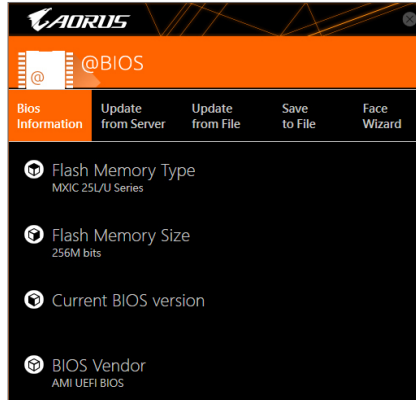 AORUS
@BIOS
@
Bios Information
Update from Server
Update from File
Save to File
Face Wizard
Flash Memory Type
MXIC 25L/U Series
Flash Memory Size
256M bits
Current BIOS version
BIOS Vendor
AMI UEFI BIOS